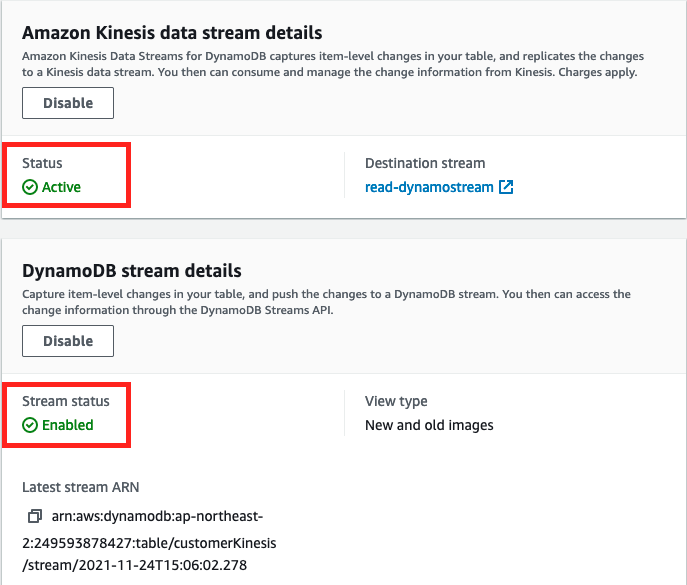 Amazon Kinesis data stream details
Amazon Kinesis Data Streams for DynamoDB captures item-level changes in your table, and replicates the changes
to a Kinesis data stream. You then can consume and manage the change information from Kinesis. Charges apply.
Disable
Status
Active
Destination stream
read-dynamostream
DynamoDB stream details
Capture item-level changes in your table, and push the changes to a DynamoDB stream. You then can access the
change information through the DynamoDB Streams API.
Disable
Stream status
Enabled
View type
New and old images
Latest stream ARN
arn:aws:dynamodb:ap-northeast-
2:249593878427:table/customerKinesis
/stream/2021-11-24T15:06:02.278